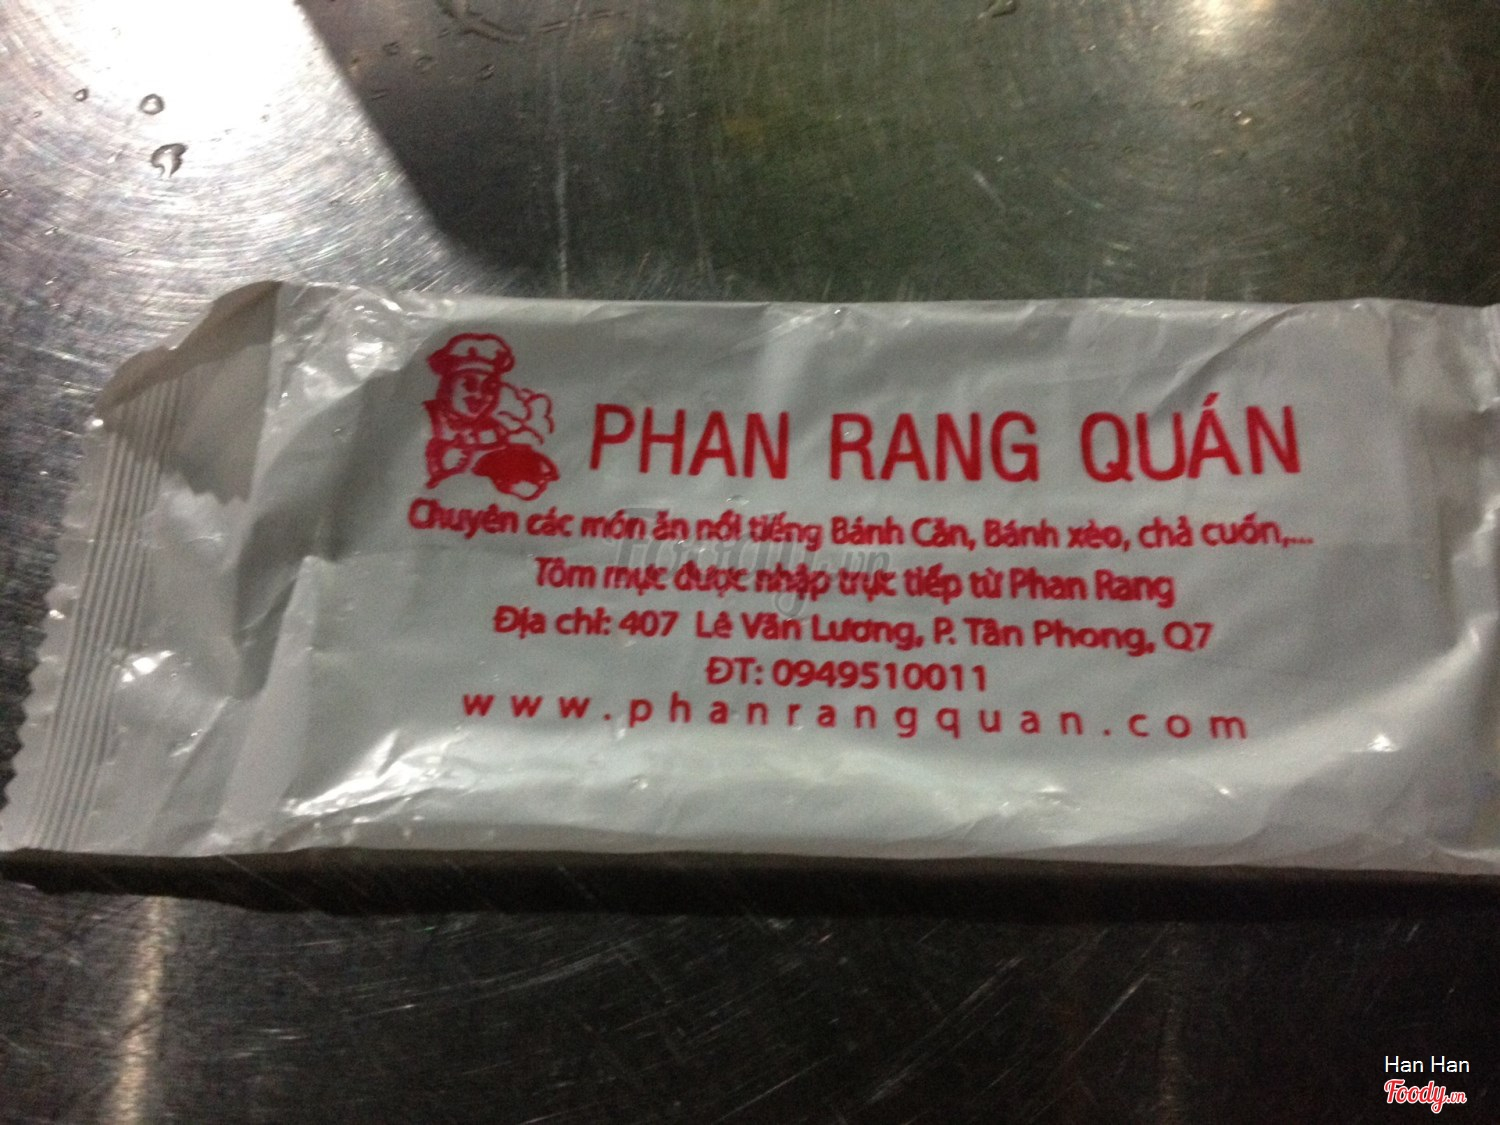 PHAN RANG QUÁN
Chuyên các món ăn nổi tiếng Bánh Căn, Bánh xèo, chả cuốn,...
Tôm mực được nhập trực tiếp từ Phan Rang
Địa chỉ: 407 Lê Văn Lương, P. Tân Phong, Q7
ĐT: 0949510011
www.phanrangquan.com
Foody.vn
Han Han
Foody.vn